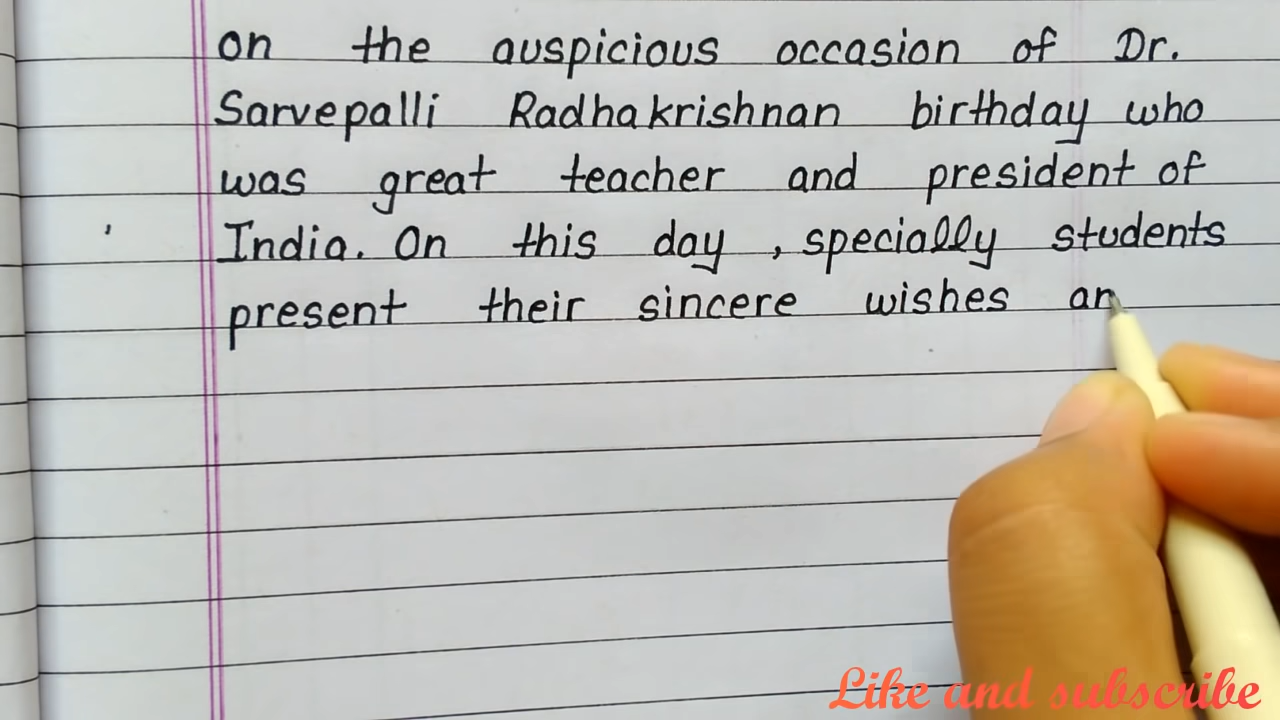 on the auspicious occasion of Dr.
Sarvepalli Radhakrishnan birthday who
was great teacher and president of
India. On this day , specially students
present their sincere wishes an
Like and subscribe